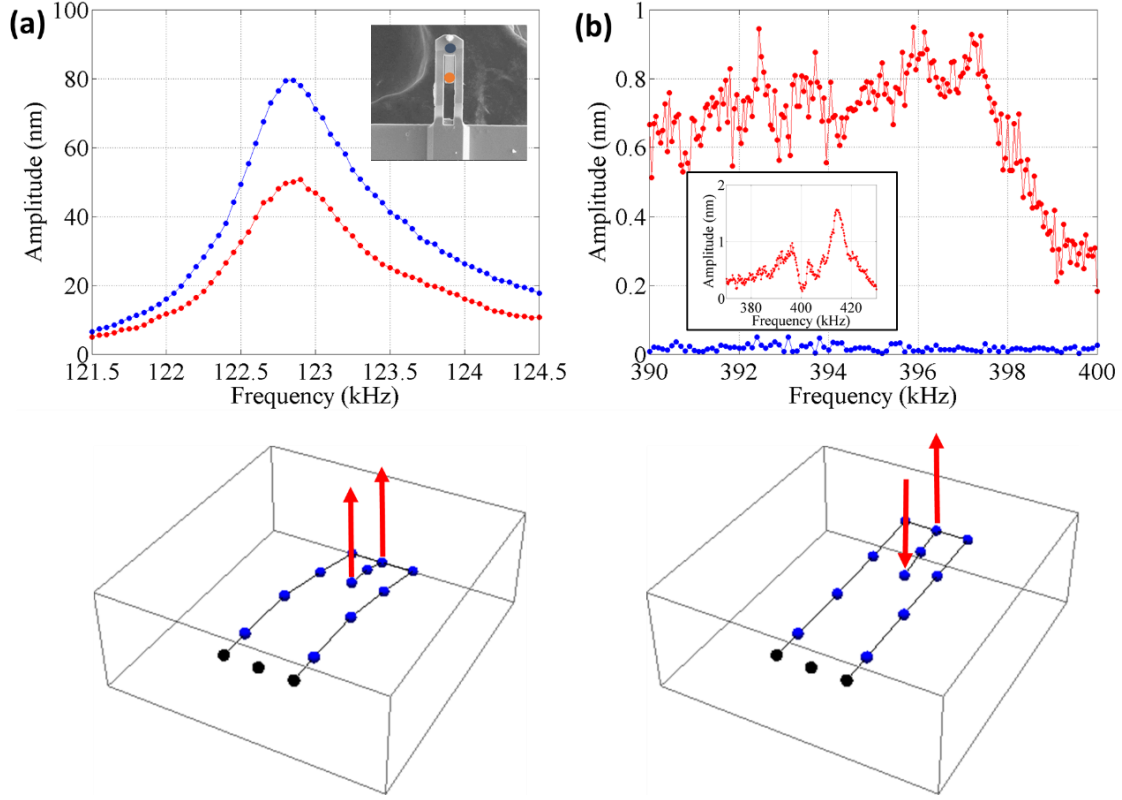 (a)
100
80
60
40
20
0
Amplitude (nm)
121.5 122 122.5 123 123.5 124 124.5
Frequency (kHz)
(b)
1
0.8
0.6
0.4
0.2
0
Amplitude (nm)
390 392 394 396 398 400
Frequency (kHz)
2
1
0
Amplitude (nm)
380 400 420
Frequency (kHz)